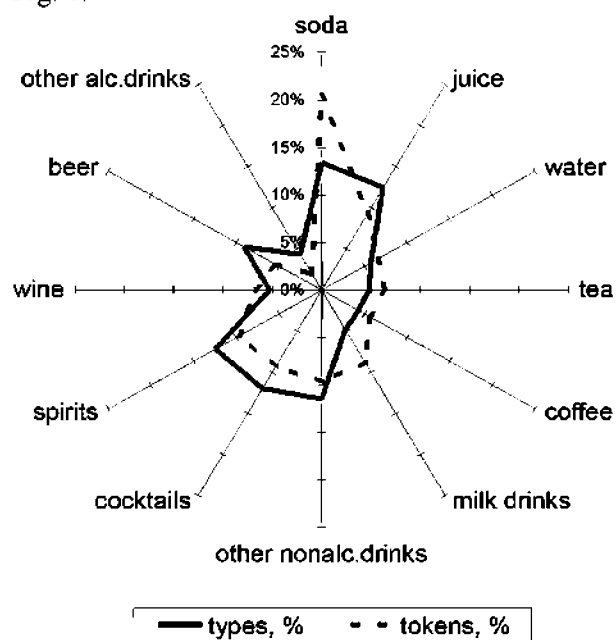 soda
25%
other alc.drinks
juice
20%
15%
beer
water
10%
5%
wine
0%
tea
spirits
coffee
cocktails
milk drinks
other nonalc.drinks
types, %
tokens, %